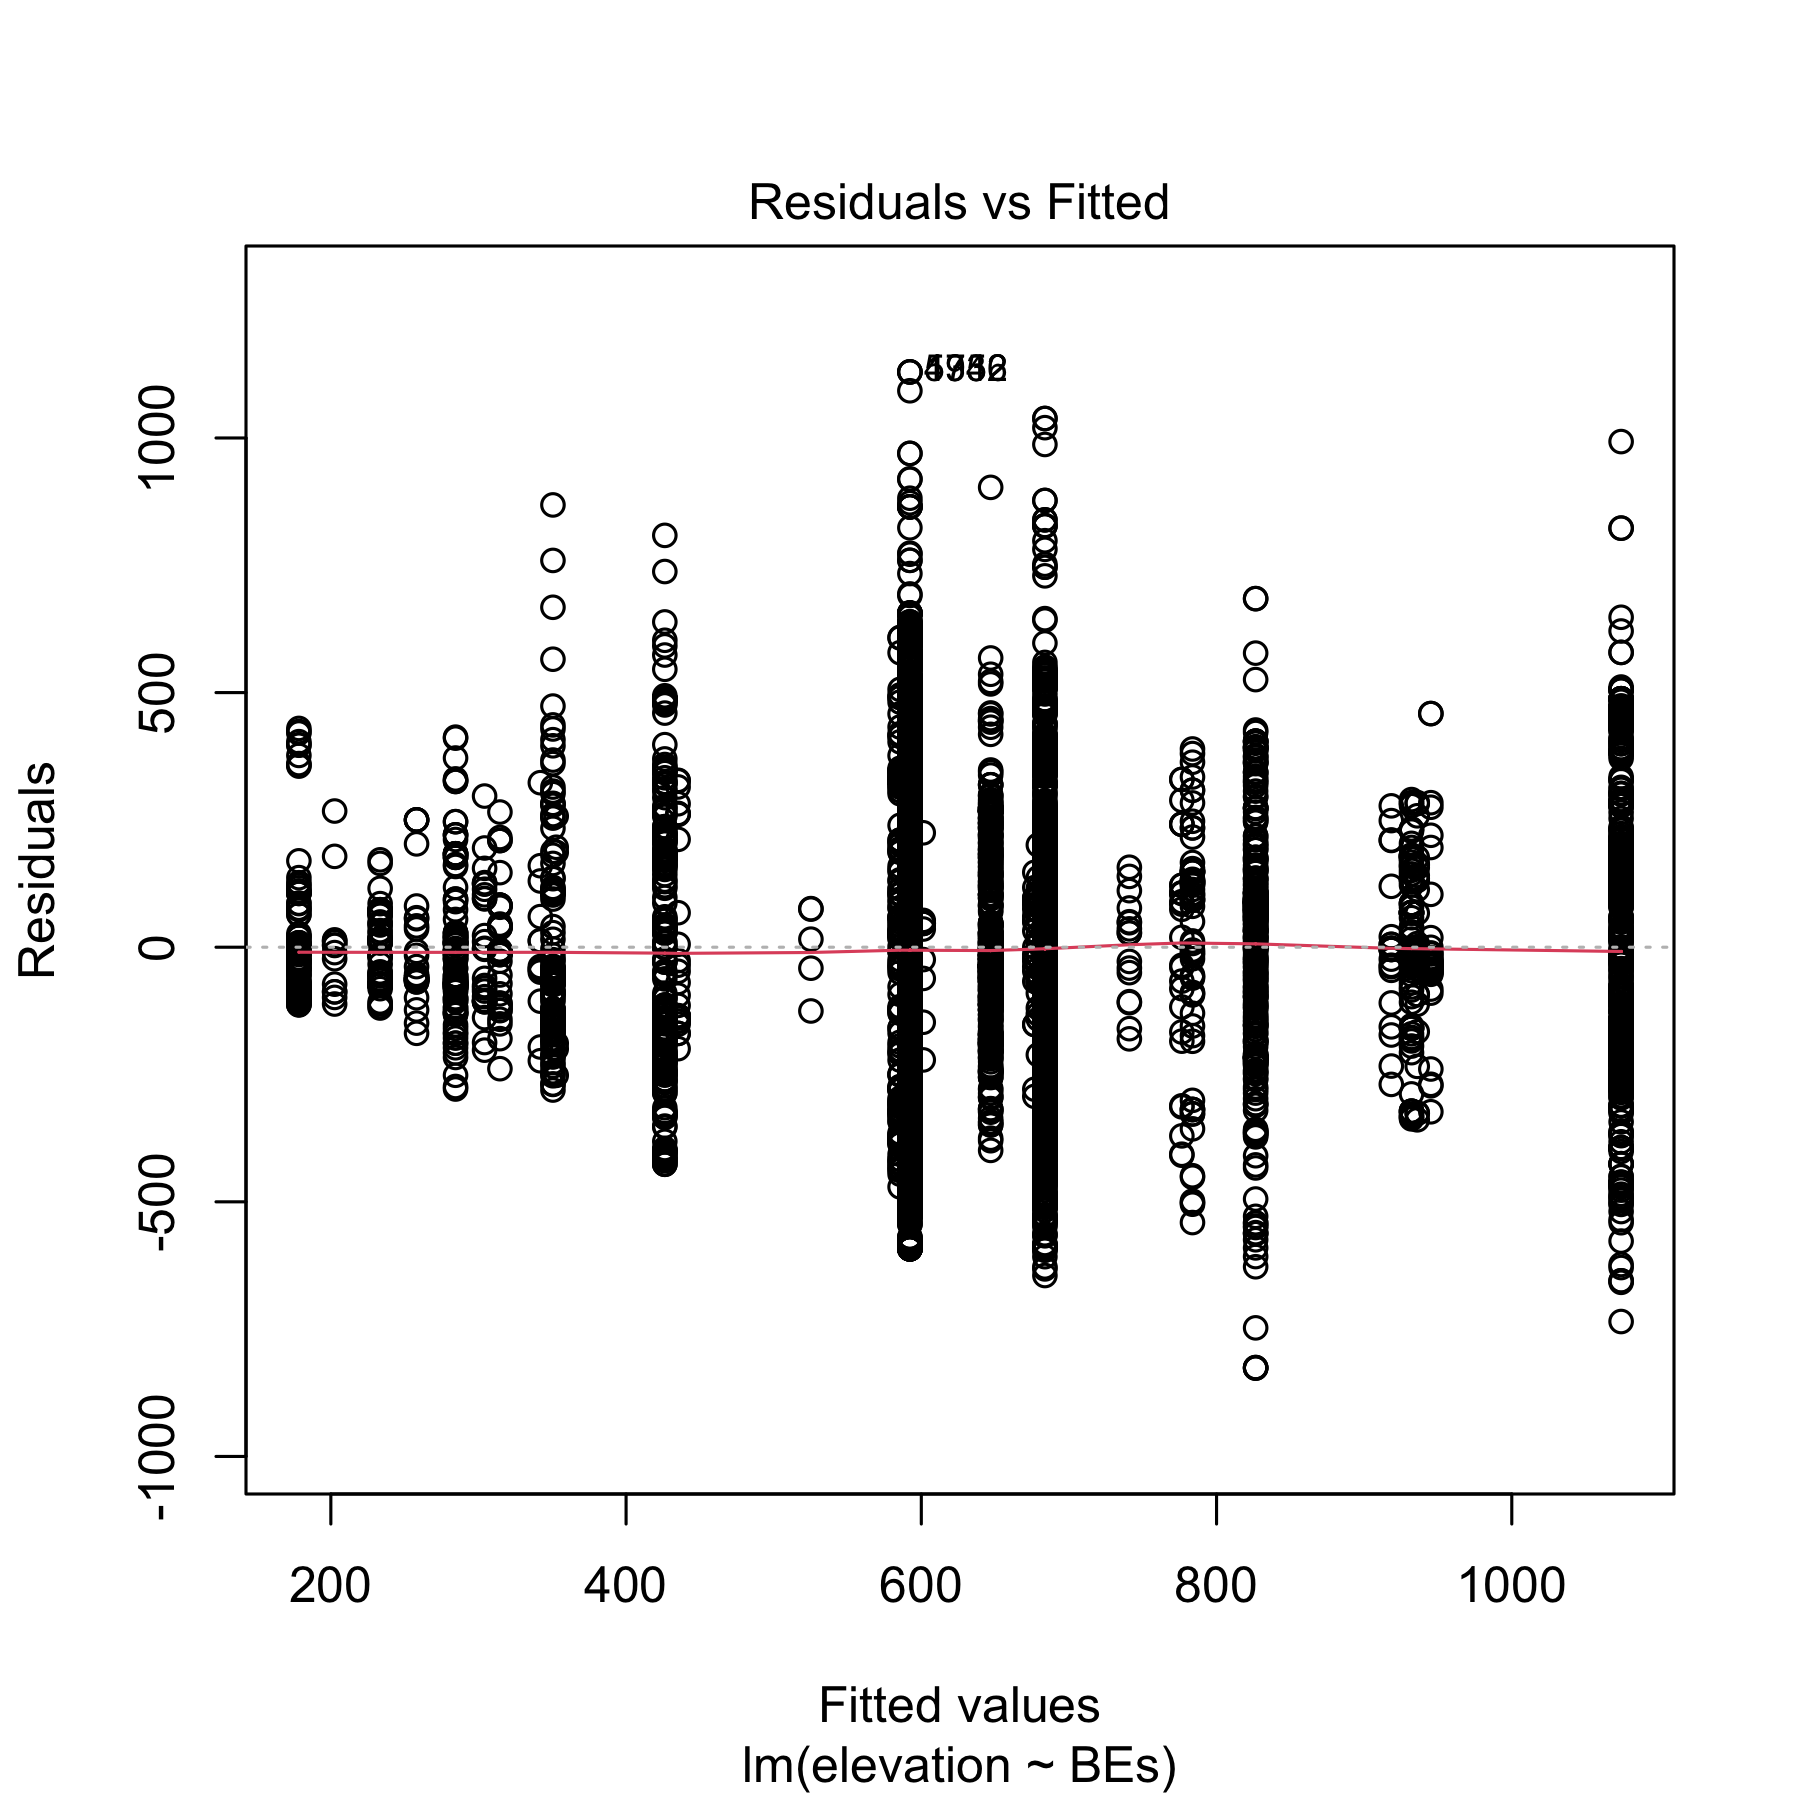 Residuals vs Fitted
Residuals
1000
500
0
-500
-1000
200 400 600 800 1000
Fitted values
lm(elevation ~ BEs)